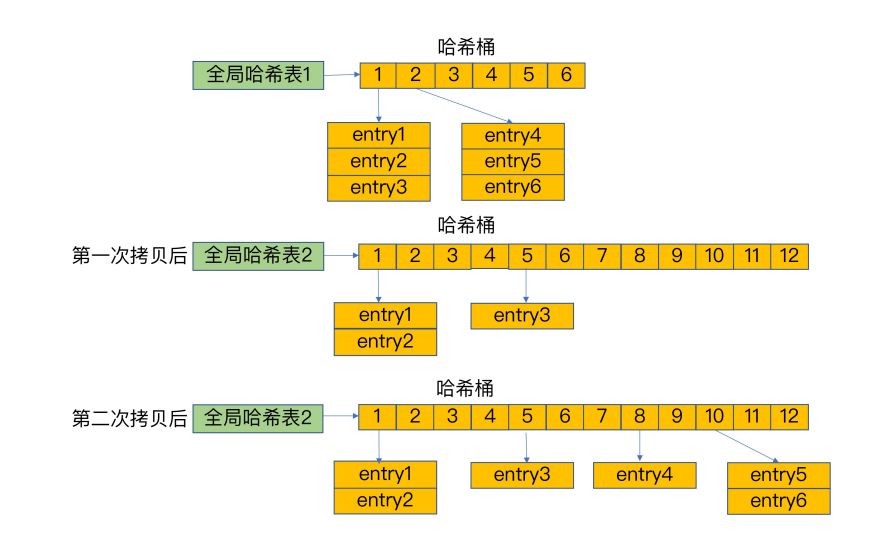 哈希桶
全局哈希表1 1 2 3 4 5 6
entry1 entry4
entry2 entry5
entry3 entry6
哈希桶
第一次拷贝后 全局哈希表2 1 2 3 4 5 6 7 8 9 10 11 12
entry1 entry3
entry2
哈希桶
第二次拷贝后 全局哈希表2 1 2 3 4 5 6 7 8 9 10 11 12
entry1 entry3 entry4 entry5
entry2 entry6